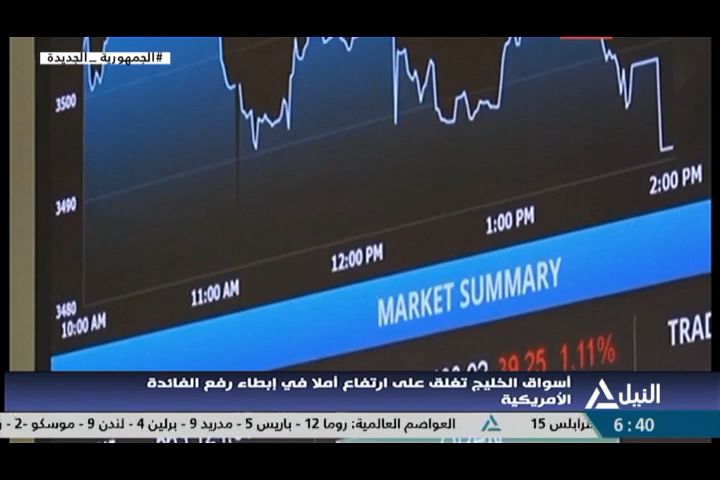 #الجمهورية_الجديدة
3500
3490
3480
10:00 AM
11:00 AM
12:00 PM
1:00 PM
2:00 PM
MARKET SUMMARY
39.25 1.11%
TRAD
أسواق الخليج تغلق على ارتفاع أملا في إبطاء رفع الفائدة
الأمريكية
النيل
6:40
طرابلس 15
العواصم العالمية: روما 12 - باريس 5 - مدريد 9 - برلين 4 - لندن 9 - موسكو -2 -